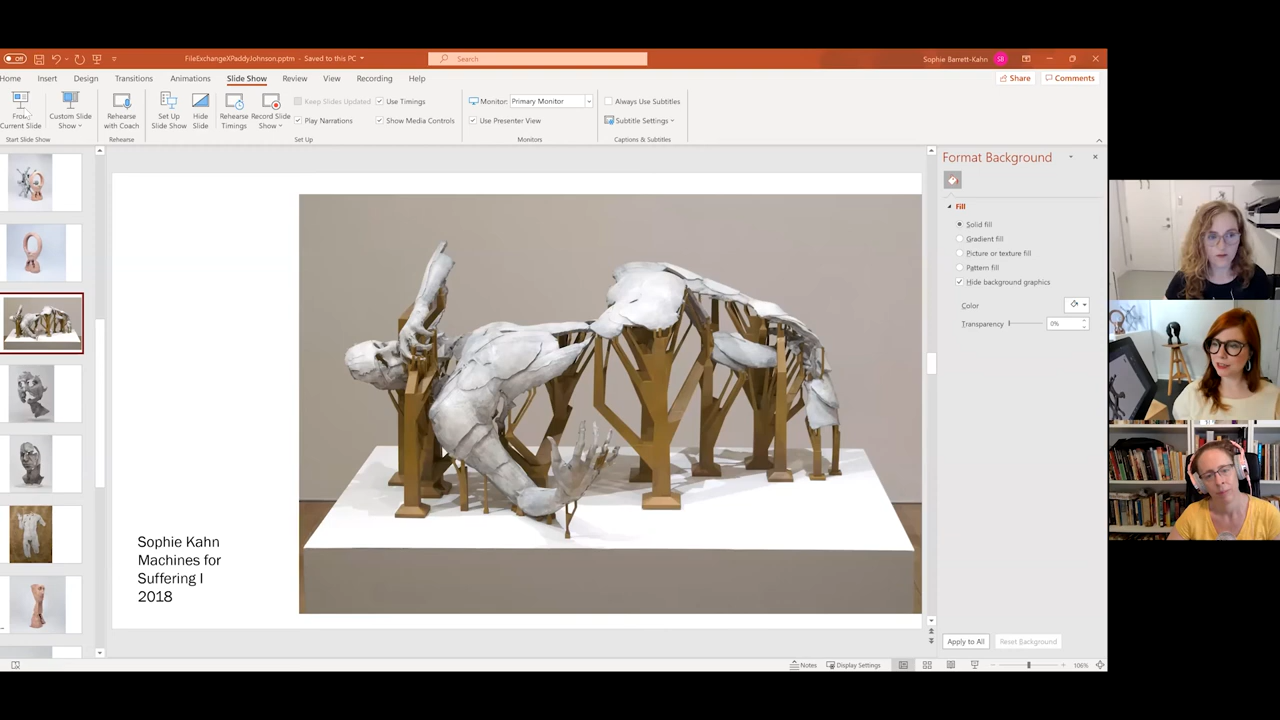 Off
FileExchangeXPaddyJohnson.pptm - Saved to this PC
Search
Sophie Barrett-Kahn
SB
Home Insert Design Transitions Animations Slide Show Review View Recording Help
Share Comments
From Current Slide
Custom Slide Show
Start Slide Show
Rehearse with Coach
Rehearse
Set Up Slide Show
Hide Slide
Rehearse Timings
Record Slide Show
Keep Slides Updated
Play Narrations
Use Timings
Show Media Controls
Set Up
Monitor: Primary Monitor
Use Presenter View
Monitors
Always Use Subtitles
Subtitle Settings
Captions & Subtitles
Sophie Kahn
Machines for
Suffering I
2018
Format Background
Fill
Solid fill
Gradient fill
Picture or texture fill
Pattern fill
Hide background graphics
Color
Transparency 0%
Apply to All Reset Background
Notes Display Settings 106%